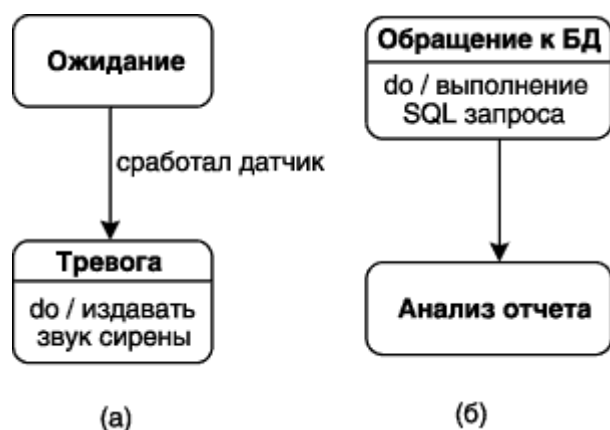 Ожидание
сработал датчик
Тревога
do / издавать
звук сирены
(а)
Обращение к БД
do / выполнение
SQL запроса
Анализ отчета
(б)